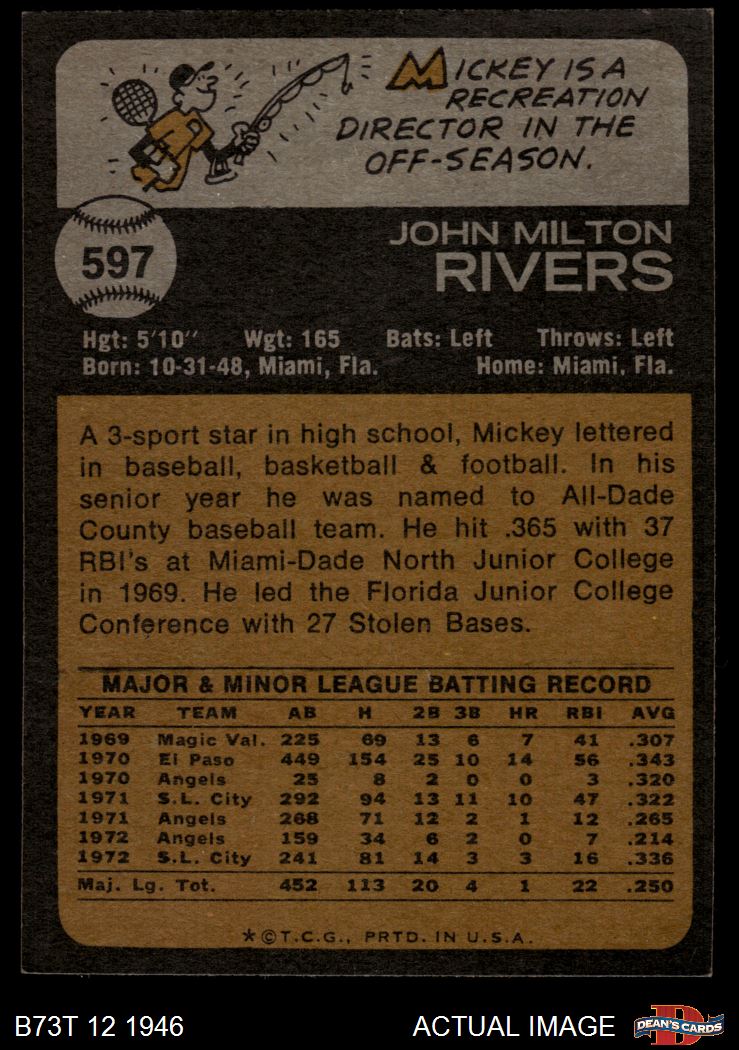 MICKEY IS A
RECREATION
DIRECTOR IN THE
OFF-SEASON.
597
JOHN MILTON
RIVERS
Hgt: 5'10" Wgt: 165 Bats: Left Throws: Left
Born: 10-31-48, Miami, Fla. Home: Miami, Fla.
A 3-sport star in high school, Mickey lettered
in baseball, basketball & football. In his
senior year he was named to All-Dade
County baseball team. He hit .365 with 37
RBI's at Miami-Dade North Junior College
in 1969. He led the Florida Junior College
Conference with 27 Stolen Bases.
MAJOR & MINOR LEAGUE BATTING RECORD
YEAR TEAM AB H 2B 3B HR RBI AVG
1969 Magic Val. 225 69 13 6 7 41 .307
1970 El Paso 449 154 25 10 14 56 .343
1970 Angels 25 8 2 0 0 3 .320
1971 S.L. City 292 94 13 11 10 47 .322
1971 Angels 268 71 12 2 1 12 .265
1972 Angels 159 34 6 2 0 7 .214
1972 S.L. City 241 81 14 3 3 16 .336
Maj. Lg. Tot. 452 113 20 4 1 22 .250
*©T.C.G., PRTD. IN U.S.A.
B73T 12 1946 ACTUAL IMAGE D DEAN'S CARDS